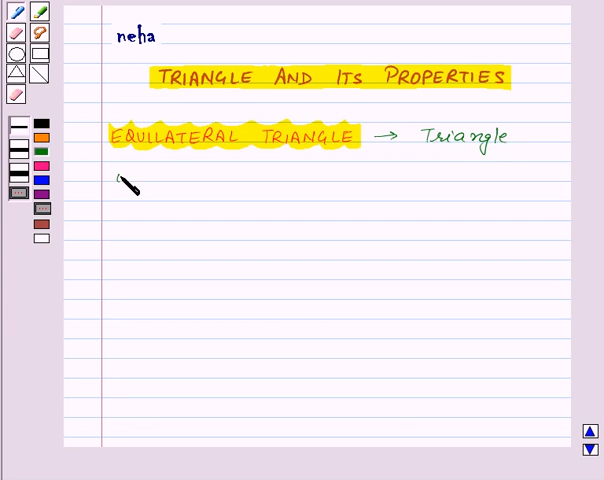 neha
TRIANGLE AND ITS PROPERTIES
EQUILATERAL TRIANGLE → Triangle